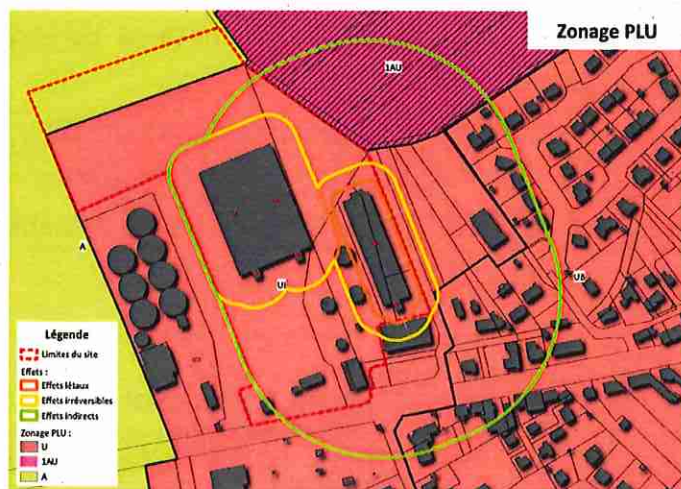 Zonage PLU
1AU
A
UI
UB
Légende
Limites du site
Effets :
Effets létaux
Effets irréversibles
Effets indirects
Zonage PLU :
U
1AU
A